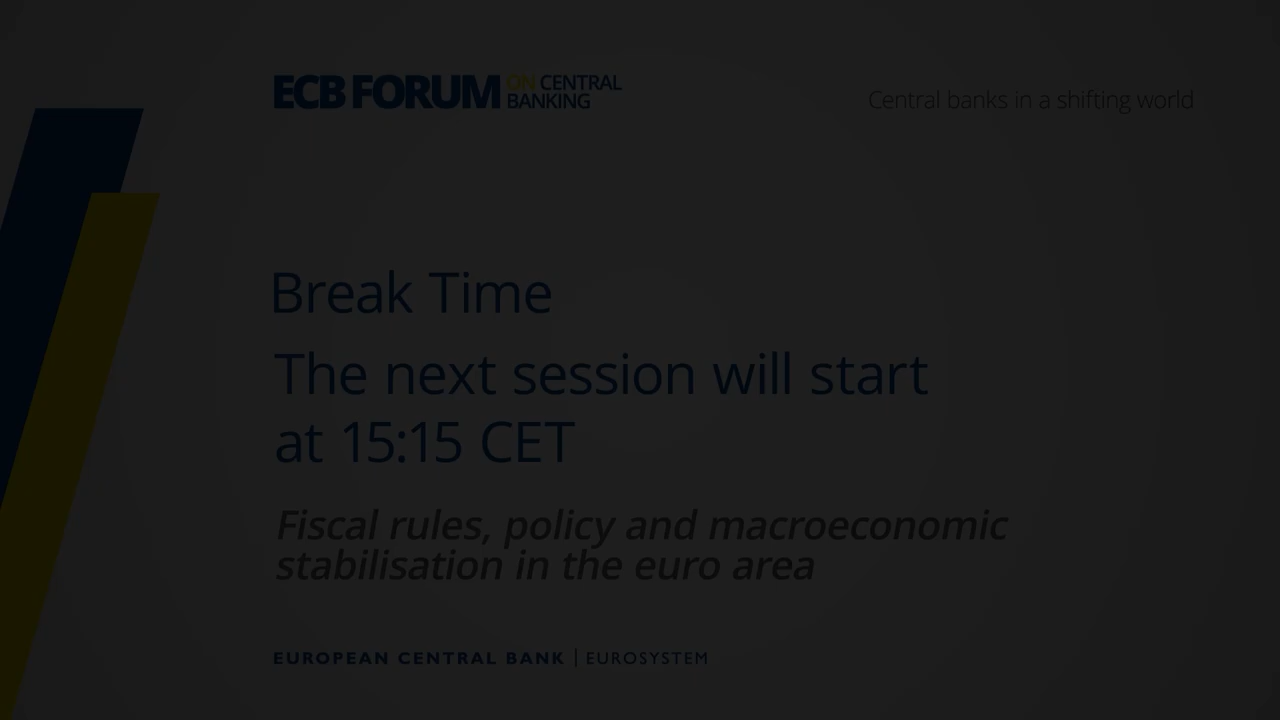 ECB FORUM ON CENTRAL BANKING
Central banks in a shifting world
Break Time
The next session will start
at 15:15 CET
Fiscal rules, policy and macroeconomic
stabilisation in the euro area
EUROPEAN CENTRAL BANK | EUROSYSTEM